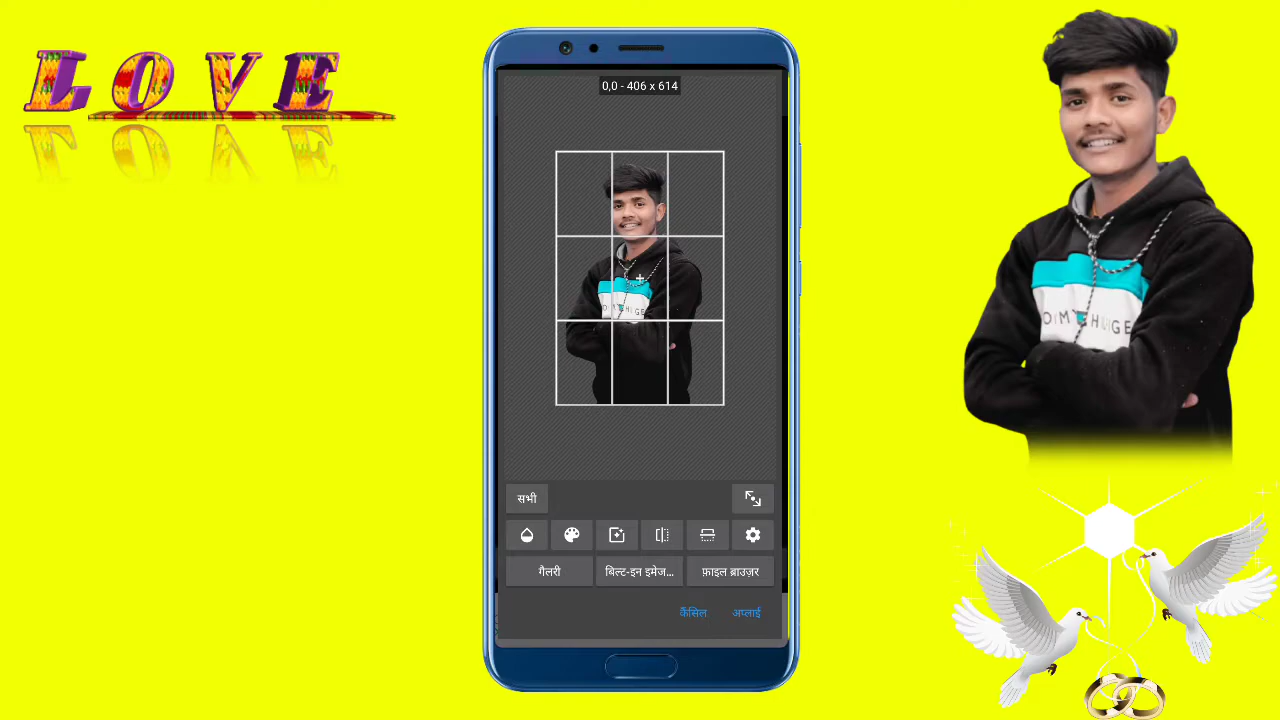 LOVE
0,0 - 406 x 614
सभी
गैलरी
बिल्ट-इन इमेज...
फ़ाइल ब्राउज़र
कैंसिल
अप्लाई